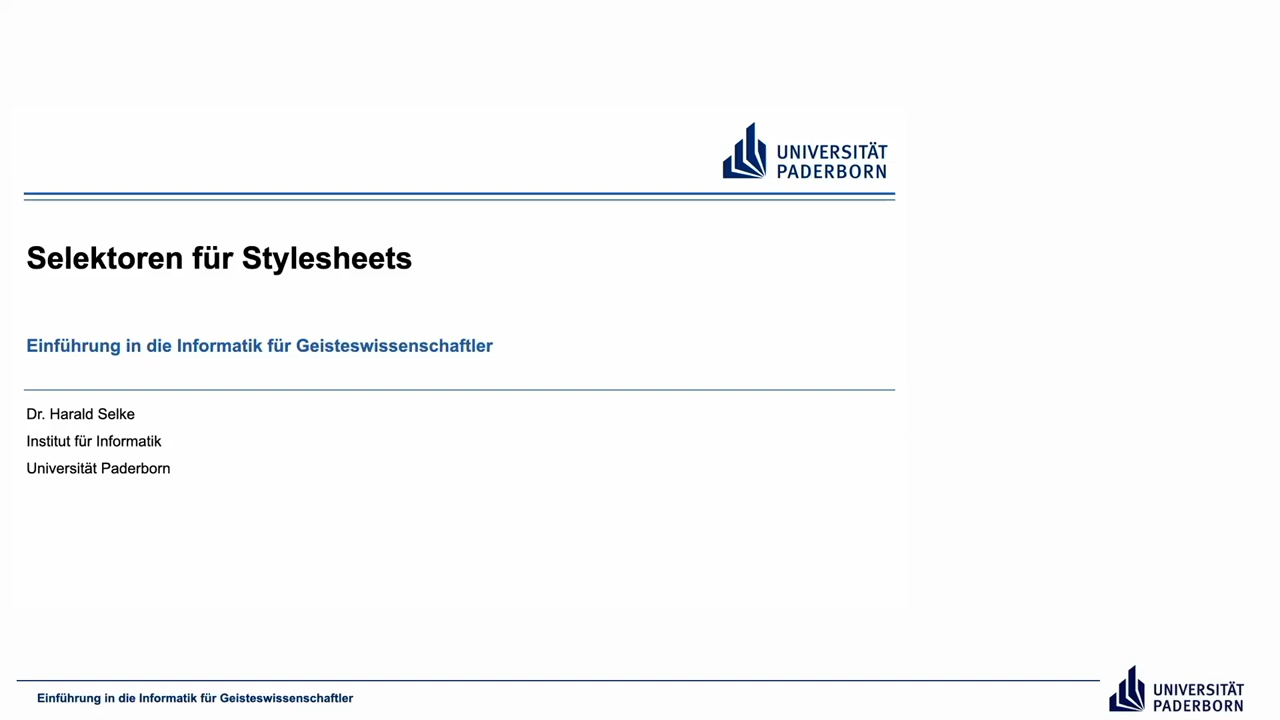 UNIVERSITÄT
PADERBORN
Selektoren für Stylesheets
Einführung in die Informatik für Geisteswissenschaftler
Dr. Harald Selke
Institut für Informatik
Universität Paderborn
Einführung in die Informatik für Geisteswissenschaftler
UNIVERSITÄT
PADERBORN